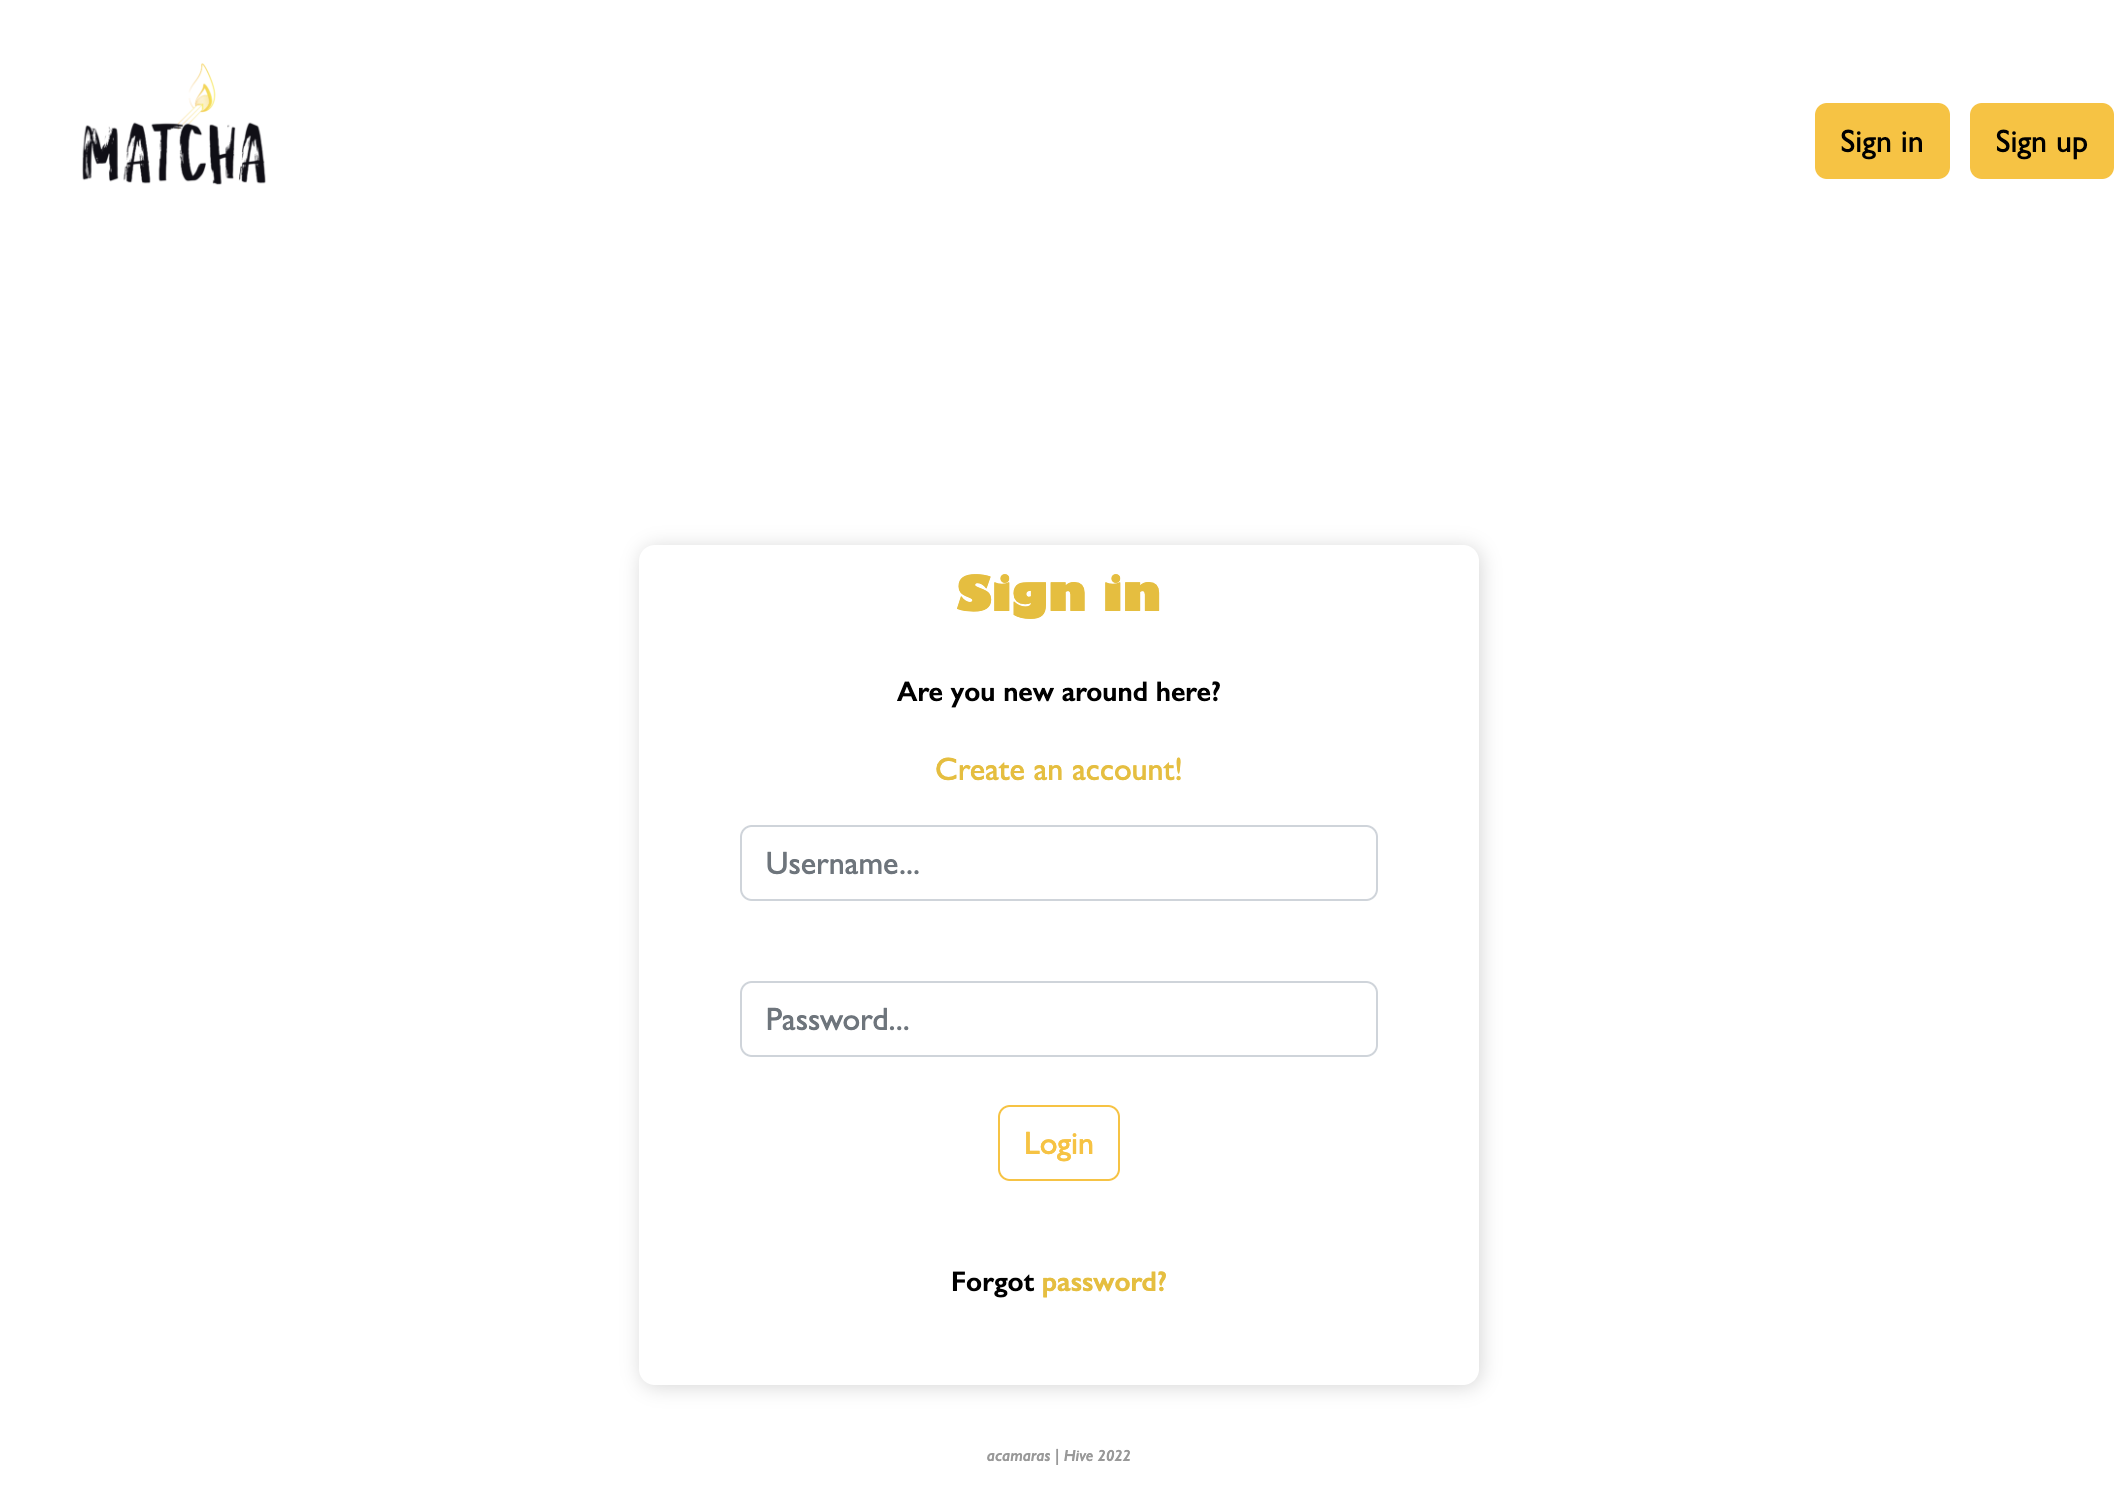 MATCHA
Sign in
Sign up
Sign in
Are you new around here?
Create an account!
Username...
Password...
Login
Forgot password?
acamaras | Hive 2022